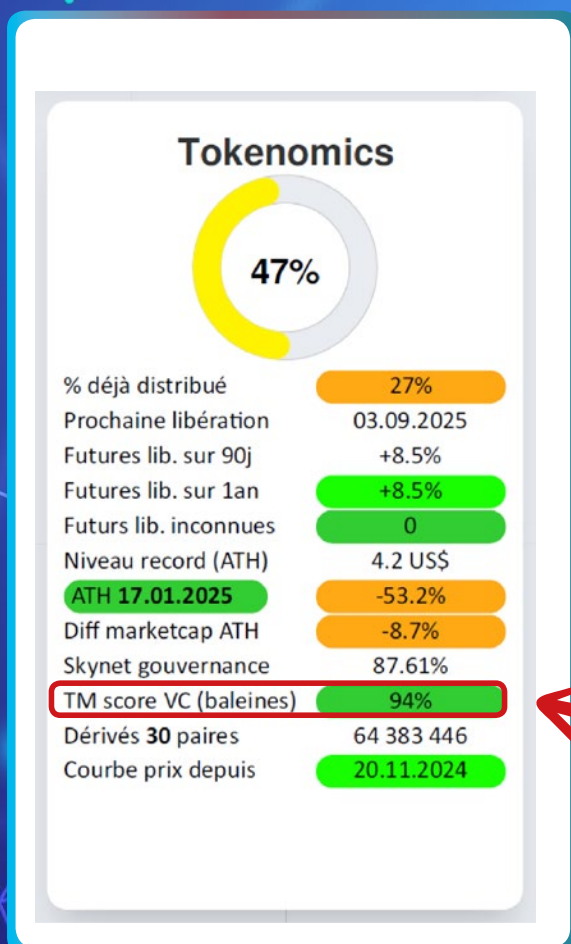 Tokenomics
47%
% déjà distribué 27%
Prochaine libération 03.09.2025
Futures lib. sur 90j +8.5%
Futures lib. sur 1an +8.5%
Futurs lib. inconnues 0
Niveau record (ATH) 4.2 US$
ATH 17.01.2025 -53.2%
Diff marketcap ATH -8.7%
Skynet gouvernance 87.61%
TM score VC (baleines) 94%
Dérivés 30 paires 64 383 446
Courbe prix depuis 20.11.2024